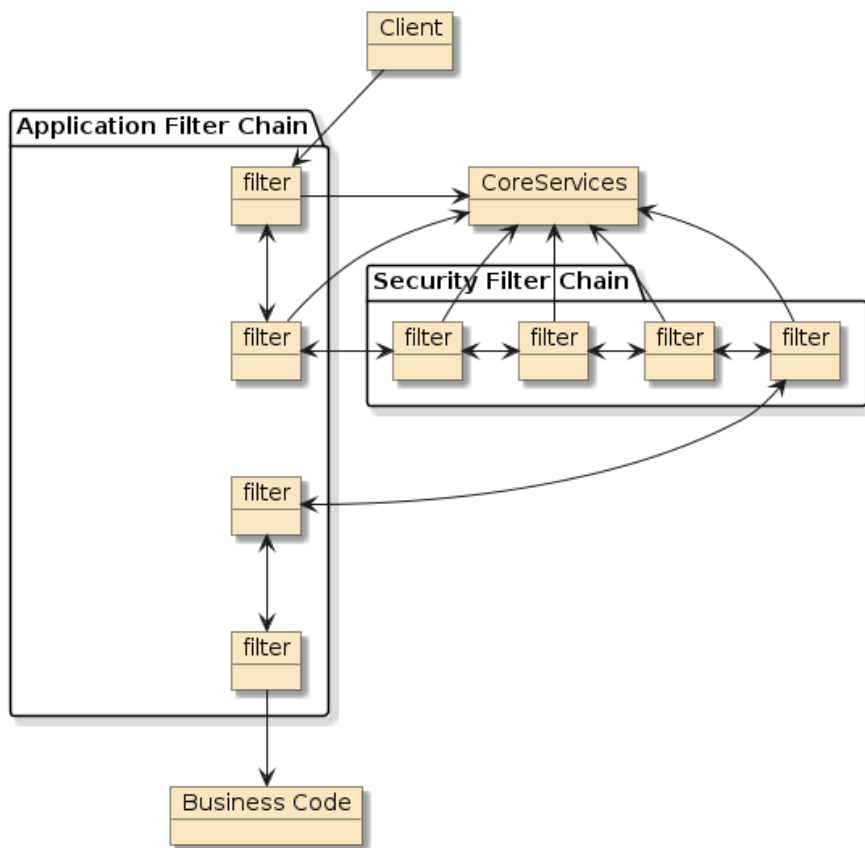 Client
Application Filter Chain
filter
CoreServices
Security Filter Chain
filter
filter
filter
filter
filter
filter
filter
Business Code